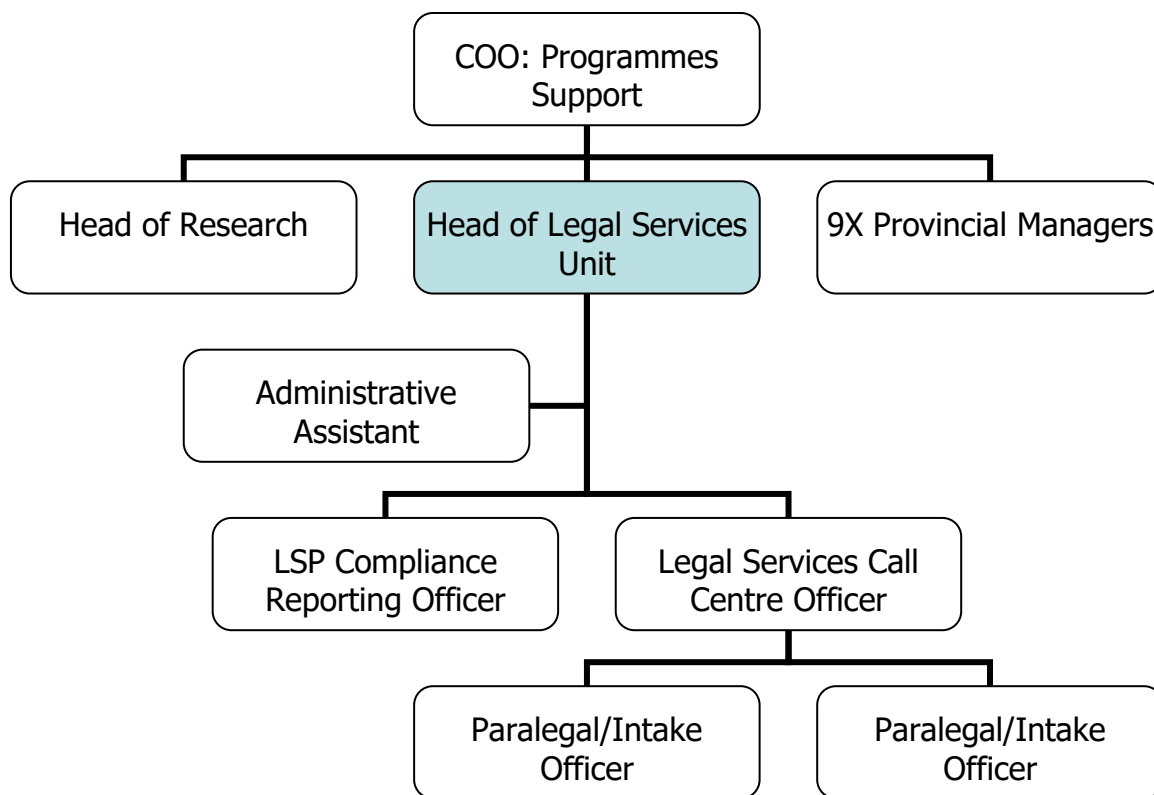 COO: Programmes
Support
Head of Research
Head of Legal Services
Unit
9X Provincial Managers
Administrative
Assistant
LSP Compliance
Reporting Officer
Legal Services Call
Centre Officer
Paralegal/Intake
Officer
Paralegal/Intake
Officer